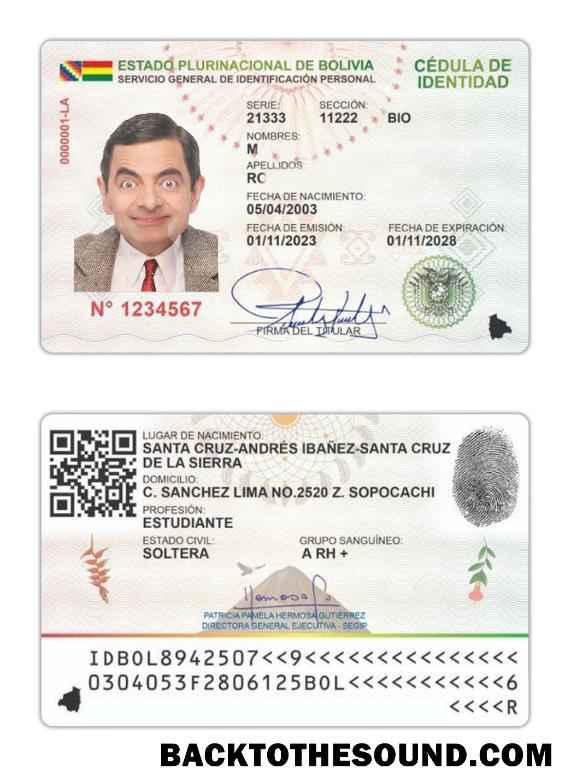 ESTADO PLURINACIONAL DE BOLIVIA
SERVICIO GENERAL DE IDENTIFICACIÓN PERSONAL
CÉDULA DE
IDENTIDAD
0000001-LA
SERIE: SECCIÓN:
21333 11222 BIO
NOMBRES:
M
APELLIDOS:
RO
FECHA DE NACIMIENTO:
05/04/2003
FECHA DE EMISIÓN: FECHA DE EXPIRACIÓN:
01/11/2023 01/11/2028
N° 1234567
FIRMA DEL TITULAR
LUGAR DE NACIMIENTO:
SANTA CRUZ-ANDRÉS IBAÑEZ-SANTA CRUZ
DE LA SIERRA
DOMICILIO:
C. SANCHEZ LIMA NO.2520 Z. SOPOCACHI
PROFESIÓN:
ESTUDIANTE
ESTADO CIVIL: GRUPO SANGUÍNEO:
SOLTERA A RH +
PATRICIA PAMELA HERMOSA GUTIÉRREZ
DIRECTORA GENERAL EJECUTIVA - SEGIP
IDBOL8942507<<9<<<<<<<<<<<<<<<
0304053F2806125BOL<<<<<<<<<<<6
<<<<R
BACKTOTHESOUND.COM